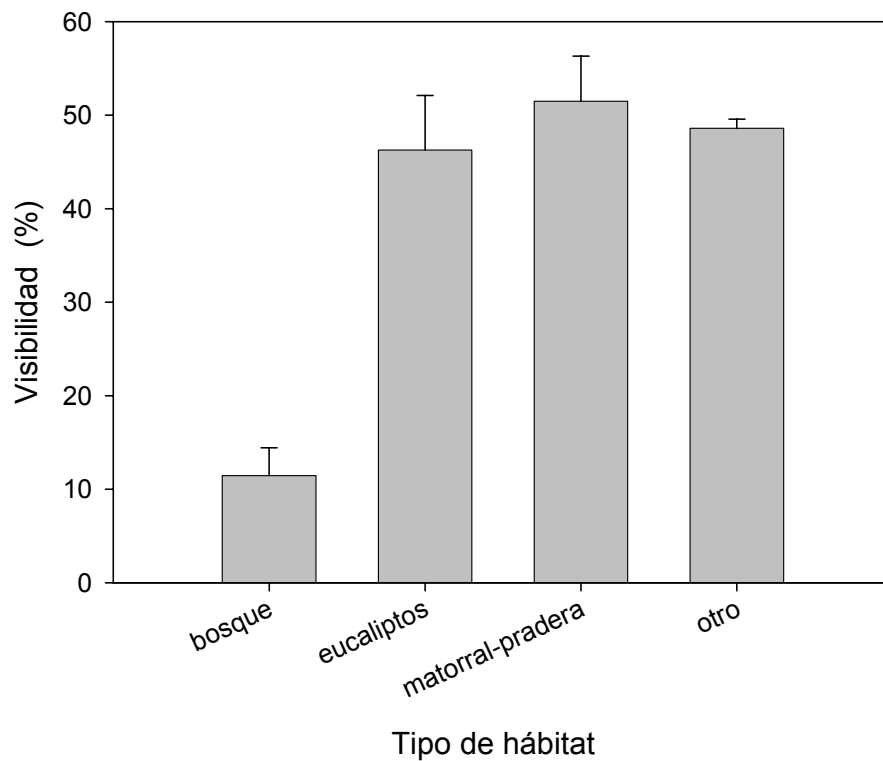 60
50
40
30
20
10
0
Visibilidad (%)
bosque
eucaliptos
matorral-pradera
otro
Tipo de hábitat